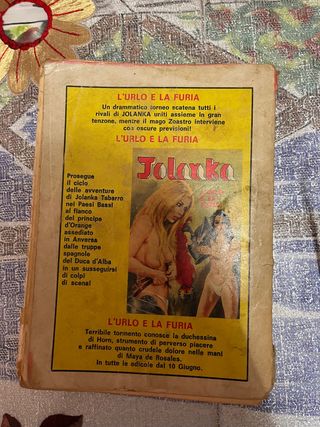 L'URLO E LA FURIA
Un drammatico torneo scatena tutti i
rivali di JOLANKA uniti assieme in gran
tenzone, mentre il mago Zoastro interviene
con oscure previsioni!
L'URLO E LA FURIA
Jolanka
Prosegue
il ciclo
delle avventure
di Jolanka Tabarro
nei Paesi Bassi
al fianco
del principe
d'Orange
assediato
in Anversa
dalle truppe
spagnole
del Duca d'Alba
in un susseguirsi
di colpi
di scena!
L'URLO E LA FURIA
Terribile tormento conosce la duchessina
di Horn, strumento di perverso piacere
e raffinato quanto crudele dolore nelle mani
di Maya de Rosales.
In tutte le edicole dal 10 Giugno.